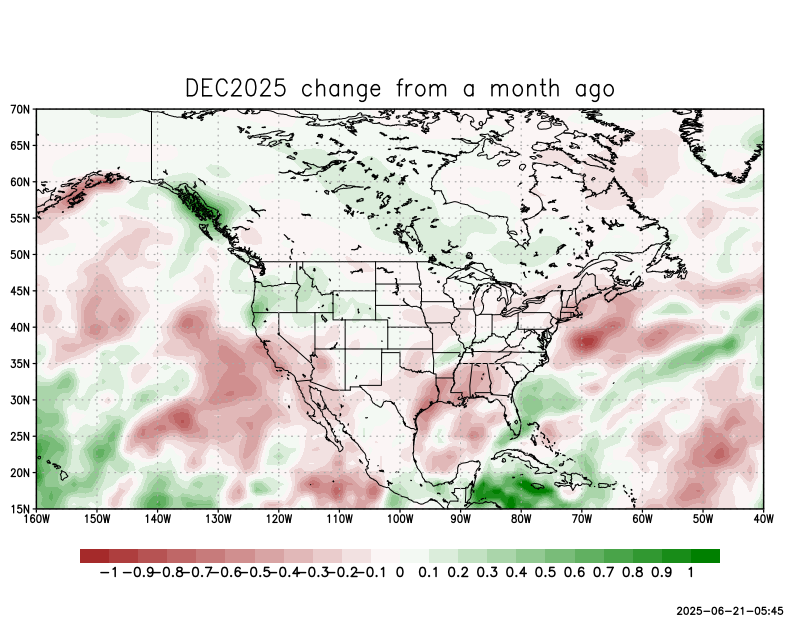 DEC2025 change from a month ago
70N
65N
60N
55N
50N
45N
40N
35N
30N
25N
20N
15N
160W 150W 140W 130W 120W 110W 100W 90W 80W 70W 60W 50W 40W
-1 -0.9 -0.8 -0.7 -0.6 -0.5 -0.4 -0.3 -0.2 -0.1 0 0.1 0.2 0.3 0.4 0.5 0.6 0.7 0.8 0.9 1
2025-06-21-05:45